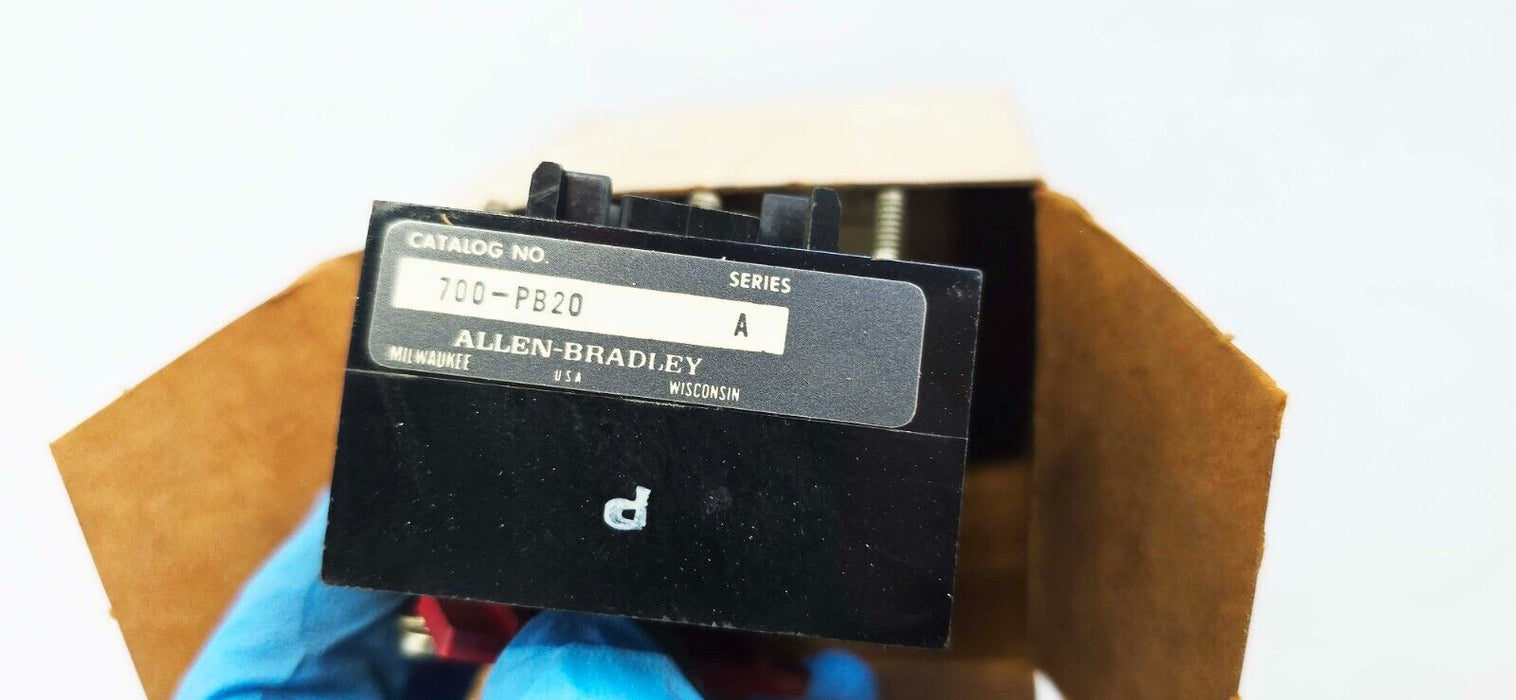 CATALOG NO.
SERIES
700-PB20 A
ALLEN-BRADLEY
MILWAUKEE USA WISCONSIN
P